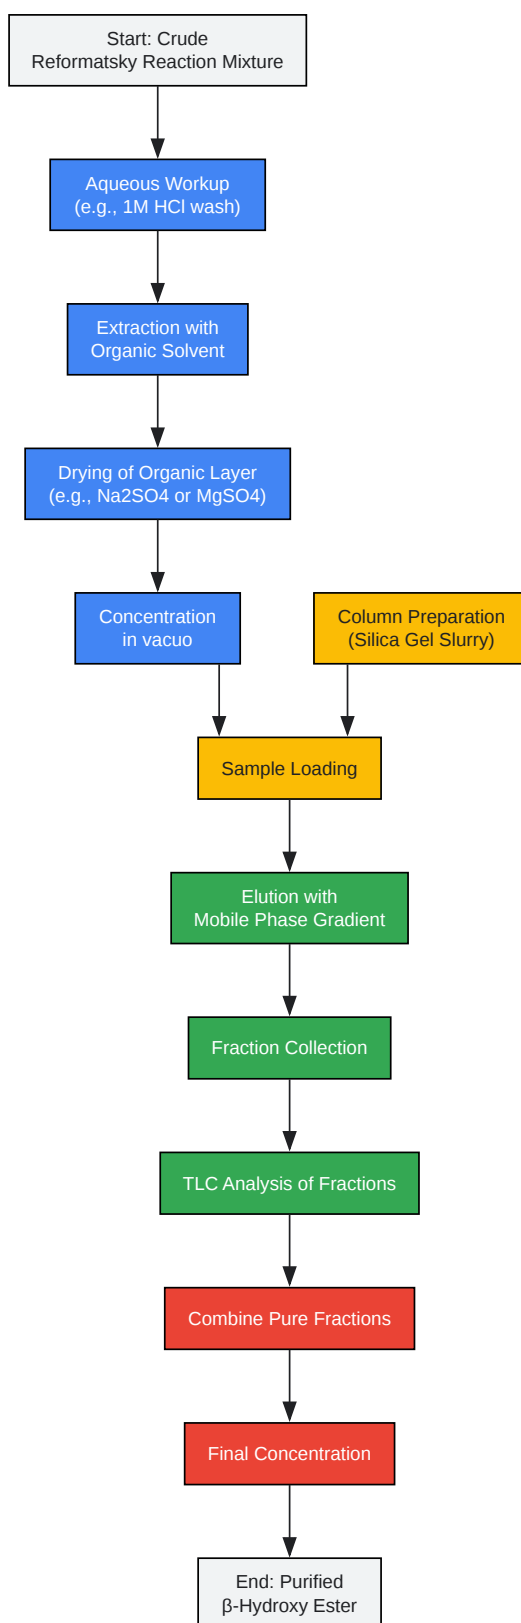 Start: Crude
Reformatsky Reaction Mixture
Aqueous Workup
(e.g., 1M HCl wash)
Extraction with
Organic Solvent
Drying of Organic Layer
(e.g., Na2SO4 or MgSO4)
Concentration
in vacuo
Column Preparation
(Silica Gel Slurry)
Sample Loading
Elution with
Mobile Phase Gradient
Fraction Collection
TLC Analysis of Fractions
Combine Pure Fractions
Final Concentration
End: Purified
β-Hydroxy Ester